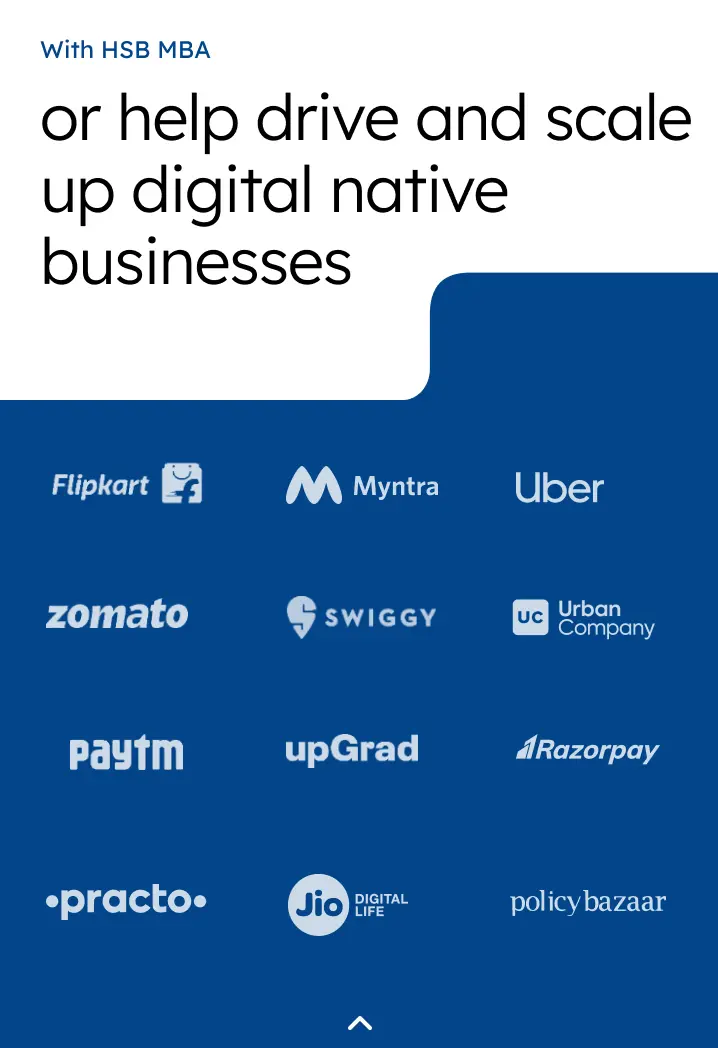 With HSB MBA
or help drive and scale
up digital native
businesses
Flipkart
Myntra
Uber
zomato
SWIGGY
UC
Urban
Company
paytm
upGrad
Razorpay
•practo•
Jio
DIGITAL
LIFE
policybazaar